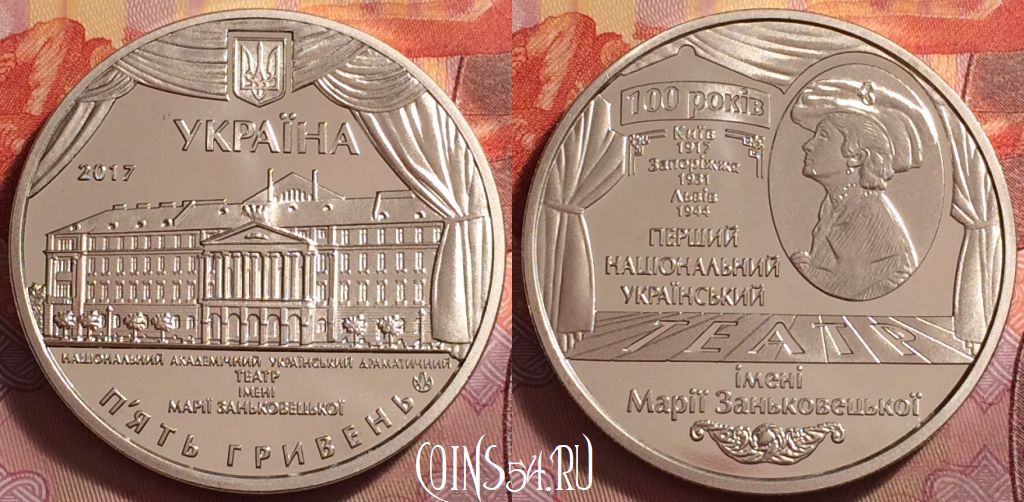 УКРАЇНА
2017
НАЦІОНАЛЬНИЙ АКАДЕМІЧНИЙ УКРАЇНСЬКИЙ ДРАМАТИЧНИЙ
ТЕАТР
ІМЕНІ
МАРІЇ ЗАНЬКОВЕЦЬКОЇ
П'ЯТЬ ГРИВЕНЬ
100 років
Київ
1917
Запоріжжя
1931
Львів
1944
ПЕРШИЙ
НАЦІОНАЛЬНИЙ
УКРАЇНСЬКИЙ
ТЕАТР
імені
Марії Заньковецької
COINS54.RU